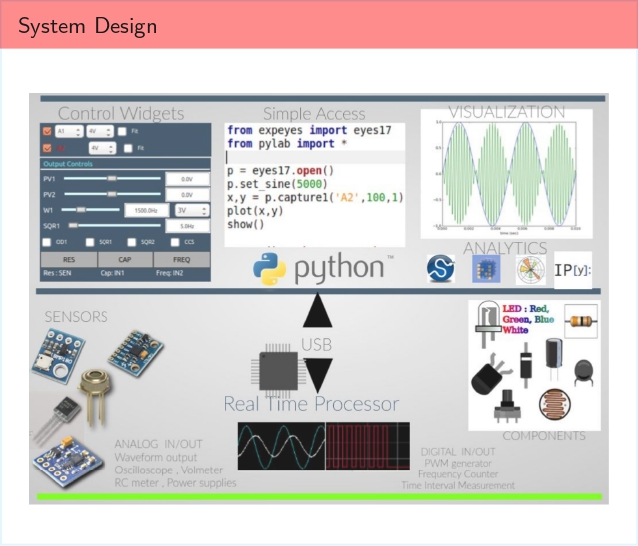 System Design
Control Widgets
A1 4V Fit
4V Fit
Output Controls
PV1 0.0V
PV2 0.0V
W1 1500.0Hz 3V
SQR1 5.0Hz
OD1 SQR1 SQR2 CCS
RES CAP FREQ
Res : SEN Cap: IN1 Freq: IN2
Simple Access
from expeyes import eyes17
from pylab import *
p = eyes17.open()
p.set_sine(5000)
x,y = p.capture1('A2',100,1)
plot(x,y)
show()
python™
VISUALIZATION
ANALYTICS
IP[y]:
SENSORS
USB
Real Time Processor
LED : Red,
Green, Blue
White
COMPONENTS
ANALOG IN/OUT
Waveform output
Oscilloscope , Volmeter
RC meter , Power supplies
DIGITAL IN/OUT
PWM generator
Frequency Counter
Time Interval Measurement